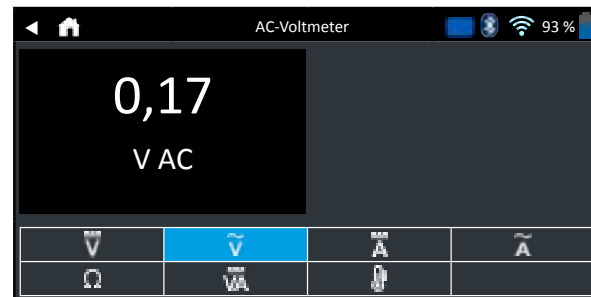 AC-Voltmeter 93 %
0,17
V AC
V V A A
Ω VA